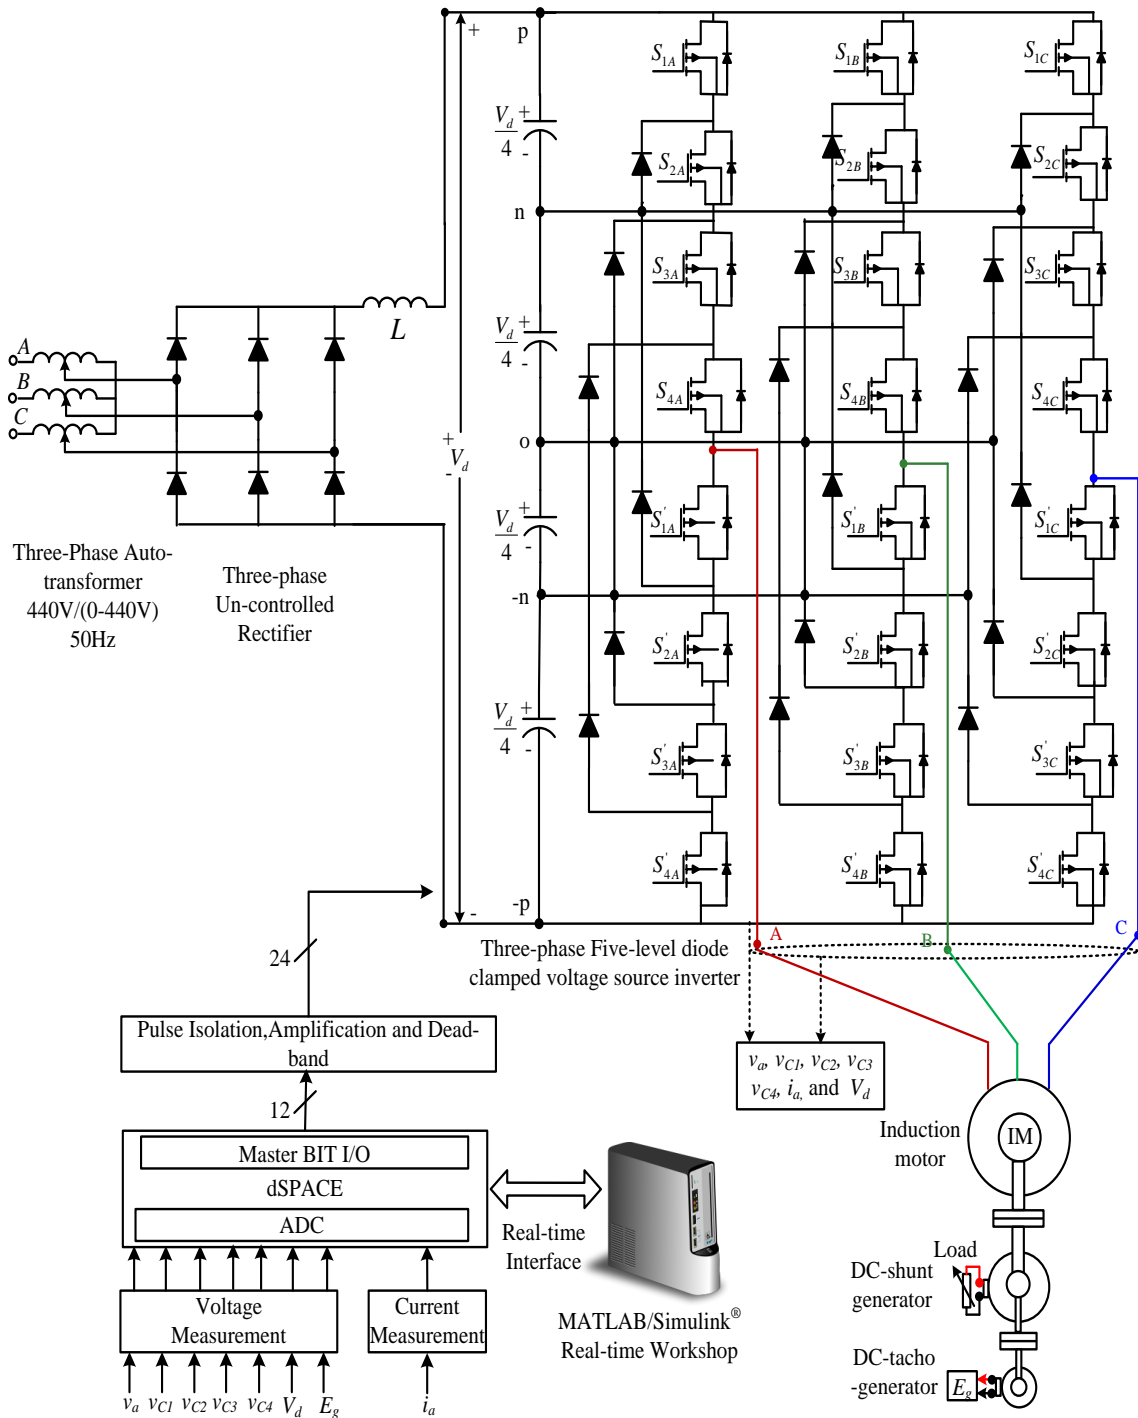 +
p
S1A
S1B
S1C
Vd/4
+
-
S2A
S2B
S2C
n
S3A
S3B
S3C
L
A
B
C
Vd/4
+
-
S4A
S4B
S4C
o
+
Vd
-
Vd/4
+
-
S'1A
S'1B
S'1C
-n
Three-Phase Auto-
transformer
440V/(0-440V)
50Hz
Three-phase
Un-controlled
Rectifier
S'2A
S'2B
S'2C
Vd/4
+
-
S'3A
S'3B
S'3C
S'4A
S'4B
S'4C
-
-p
A
B
C
Three-phase Five-level diode
clamped voltage source inverter
24
Pulse Isolation,Amplification and Dead-
band
va, vC1, vC2, vC3
vC4, ia, and Vd
12
Induction
motor
IM
Master BIT I/O
dSPACE
ADC
Real-time
Interface
Load
DC-shunt
generator
Voltage
Measurement
Current
Measurement
MATLAB/Simulink®
Real-time Workshop
DC-tacho
-generator
Eg
va vC1 vC2 vC3 vC4 Vd Eg
ia